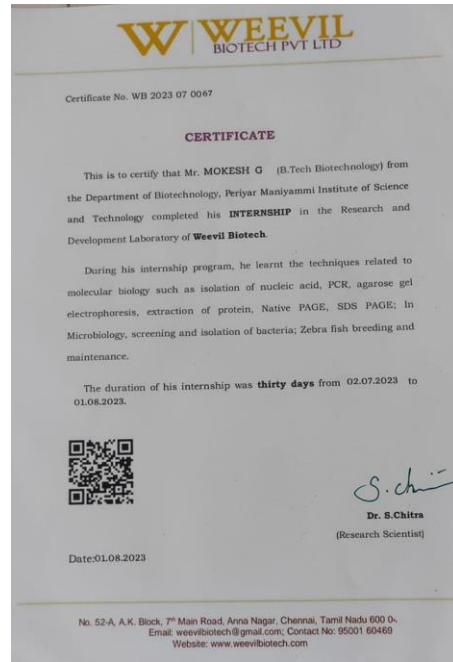 W WEEVIL
BIOTECH PVT LTD
Certificate No. WB 2023 07 0067
CERTIFICATE
This is to certify that Mr. MOKESH G (B.Tech Biotechnology) from
the Department of Biotechnology, Periyar Maniyammi Institute of Science
and Technology completed his INTERNSHIP in the Research and
Development Laboratory of Weevil Biotech.
During his internship program, he learnt the techniques related to
molecular biology such as isolation of nucleic acid, PCR, agarose gel
electrophoresis, extraction of protein, Native PAGE, SDS PAGE; In
Microbiology, screening and isolation of bacteria; Zebra fish breeding and
maintenance.
The duration of his internship was thirty days from 02.07.2023 to
01.08.2023.
S. Chi
Dr. S.Chitra
(Research Scientist)
Date:01.08.2023
No. 52-A, A.K. Block, 7th Main Road, Anna Nagar, Chennai, Tamil Nadu 600 0
Email: weevilbiotech@gmail.com; Contact No: 95001 60469
Website: www.weevilbiotech.com